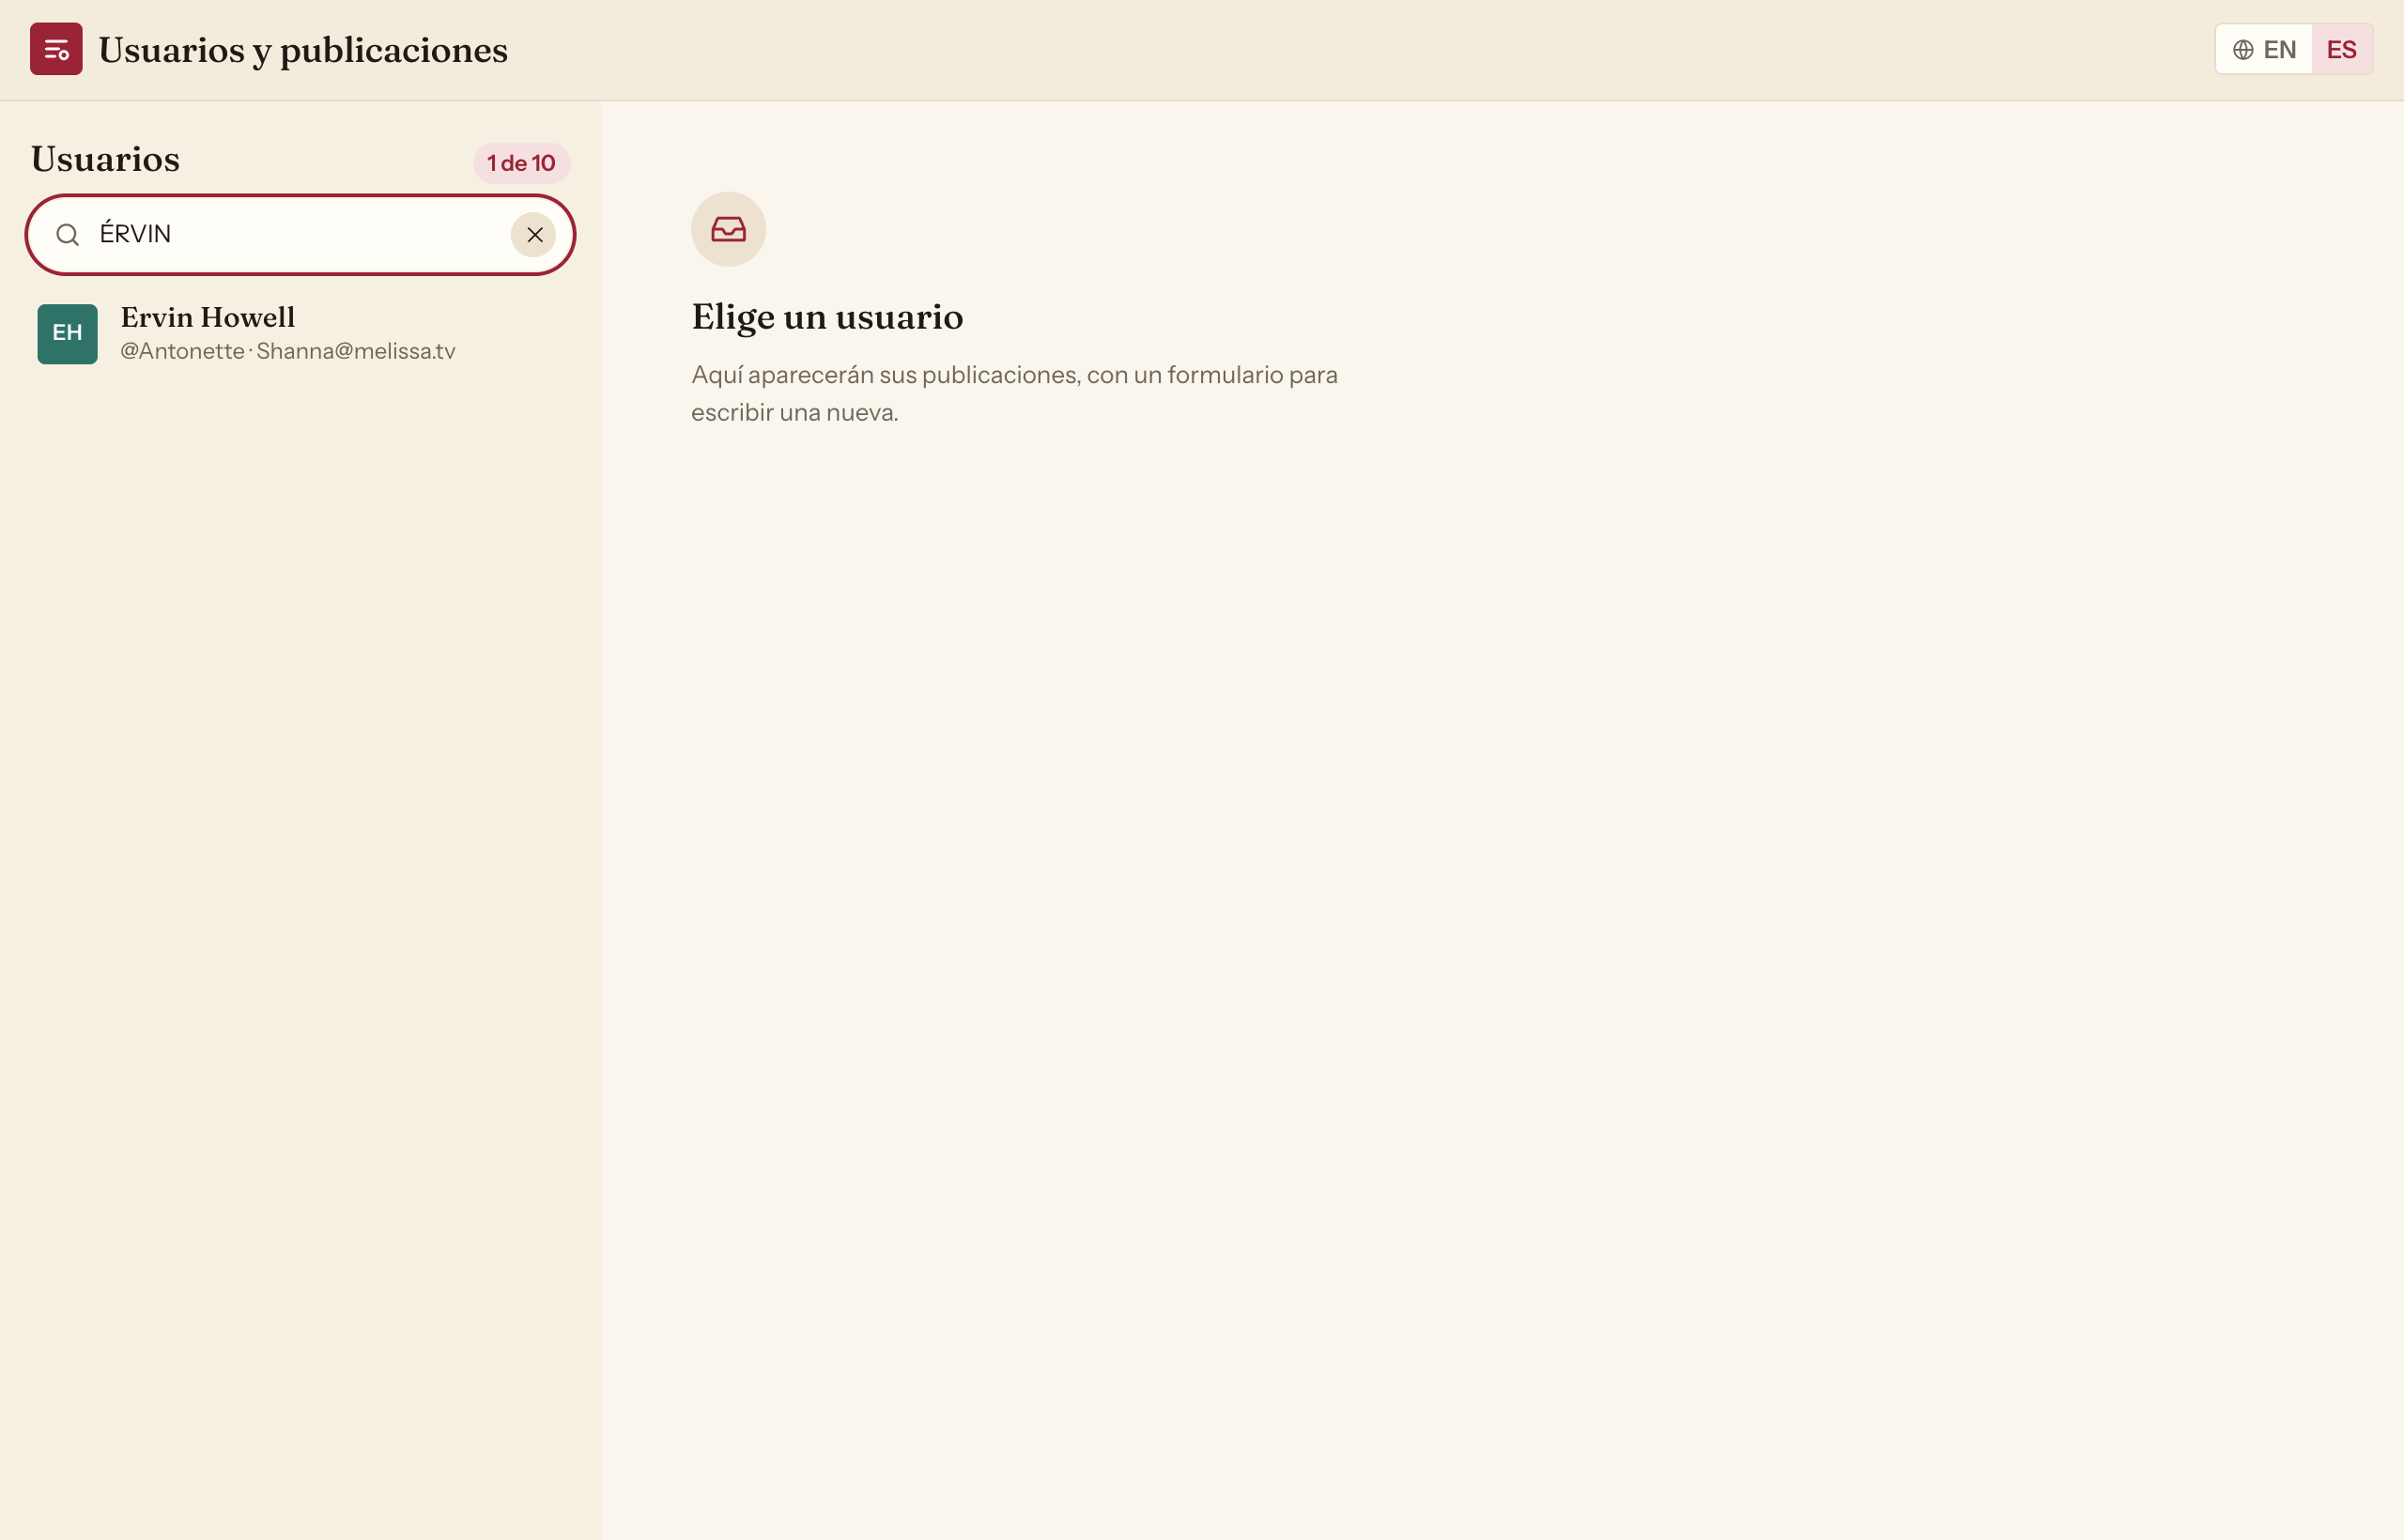 Usuarios y publicaciones
EN ES
Usuarios
1 de 10
ÉRVIN
EH
Ervin Howell
@Antonette · Shanna@melissa.tv
Elige un usuario
Aquí aparecerán sus publicaciones, con un formulario para
escribir una nueva.